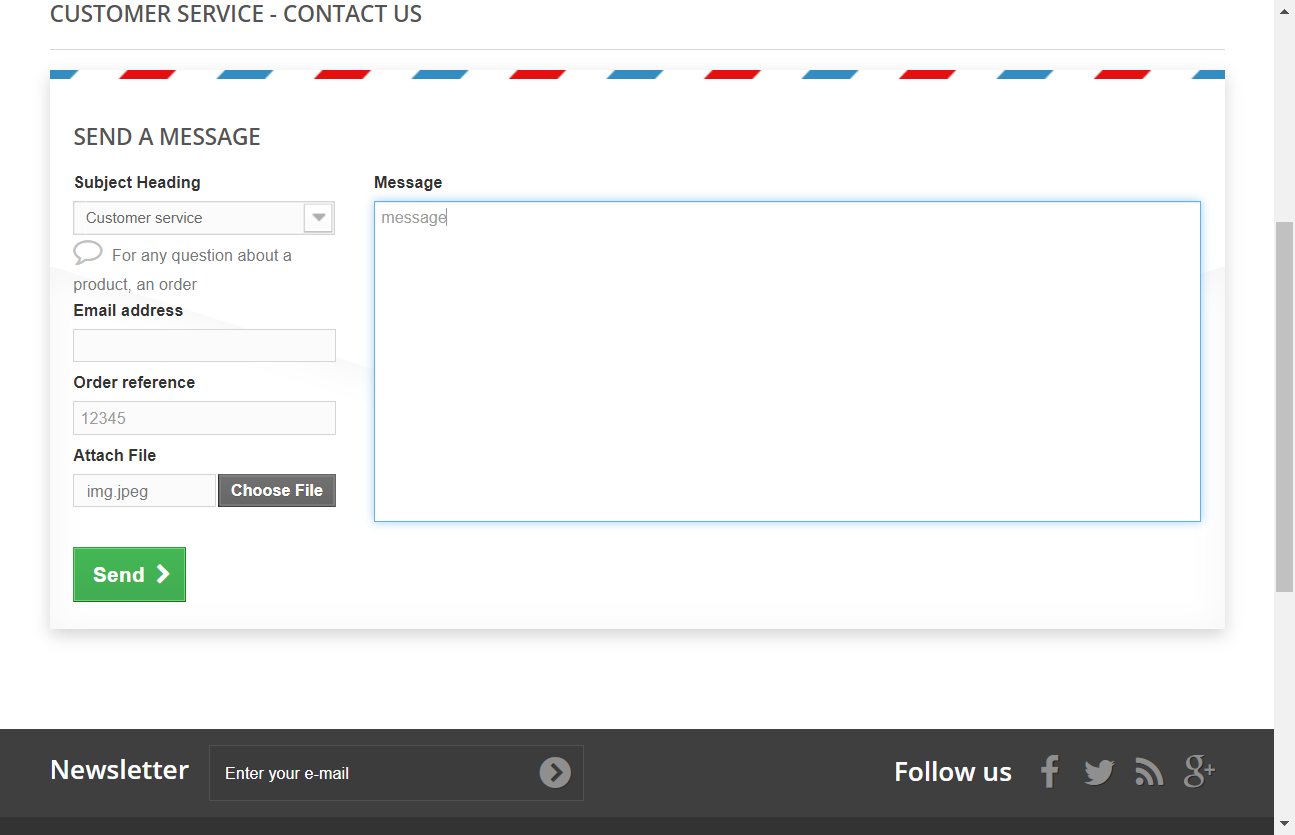 CUSTOMER SERVICE - CONTACT US
SEND A MESSAGE
Subject Heading
Customer service
For any question about a
product, an order
Email address
Order reference
12345
Attach File
img.jpeg
Choose File
Send
Message
message
Newsletter
Enter your e-mail
Follow us